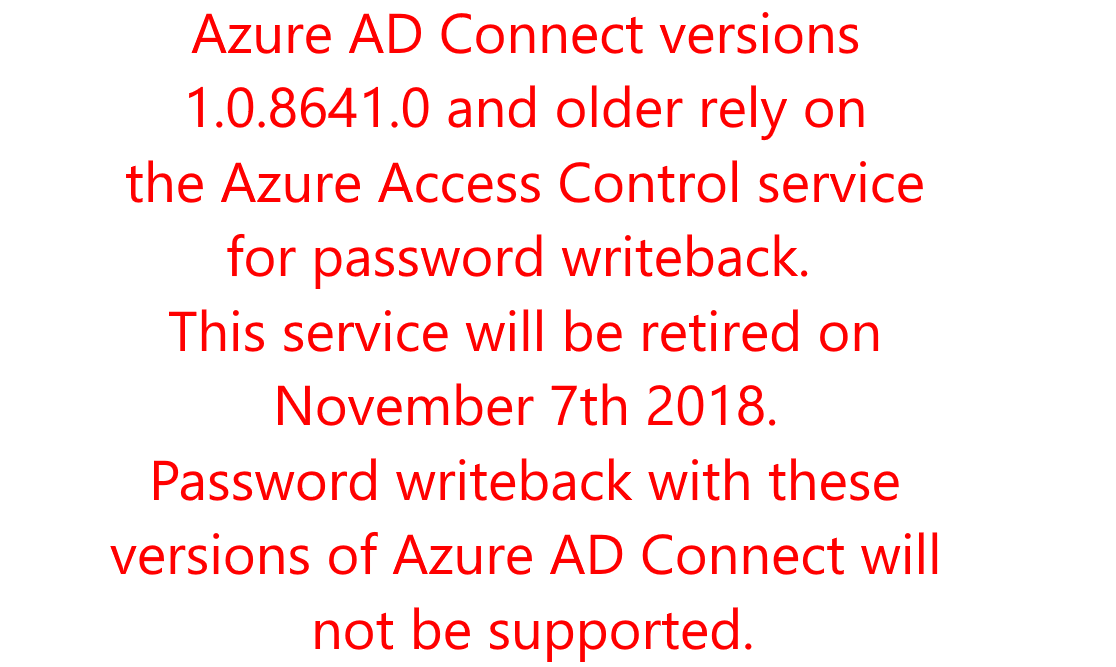 Azure AD Connect versions
1.0.8641.0 and older rely on
the Azure Access Control service
for password writeback.
This service will be retired on
November 7th 2018.
Password writeback with these
versions of Azure AD Connect will
not be supported.